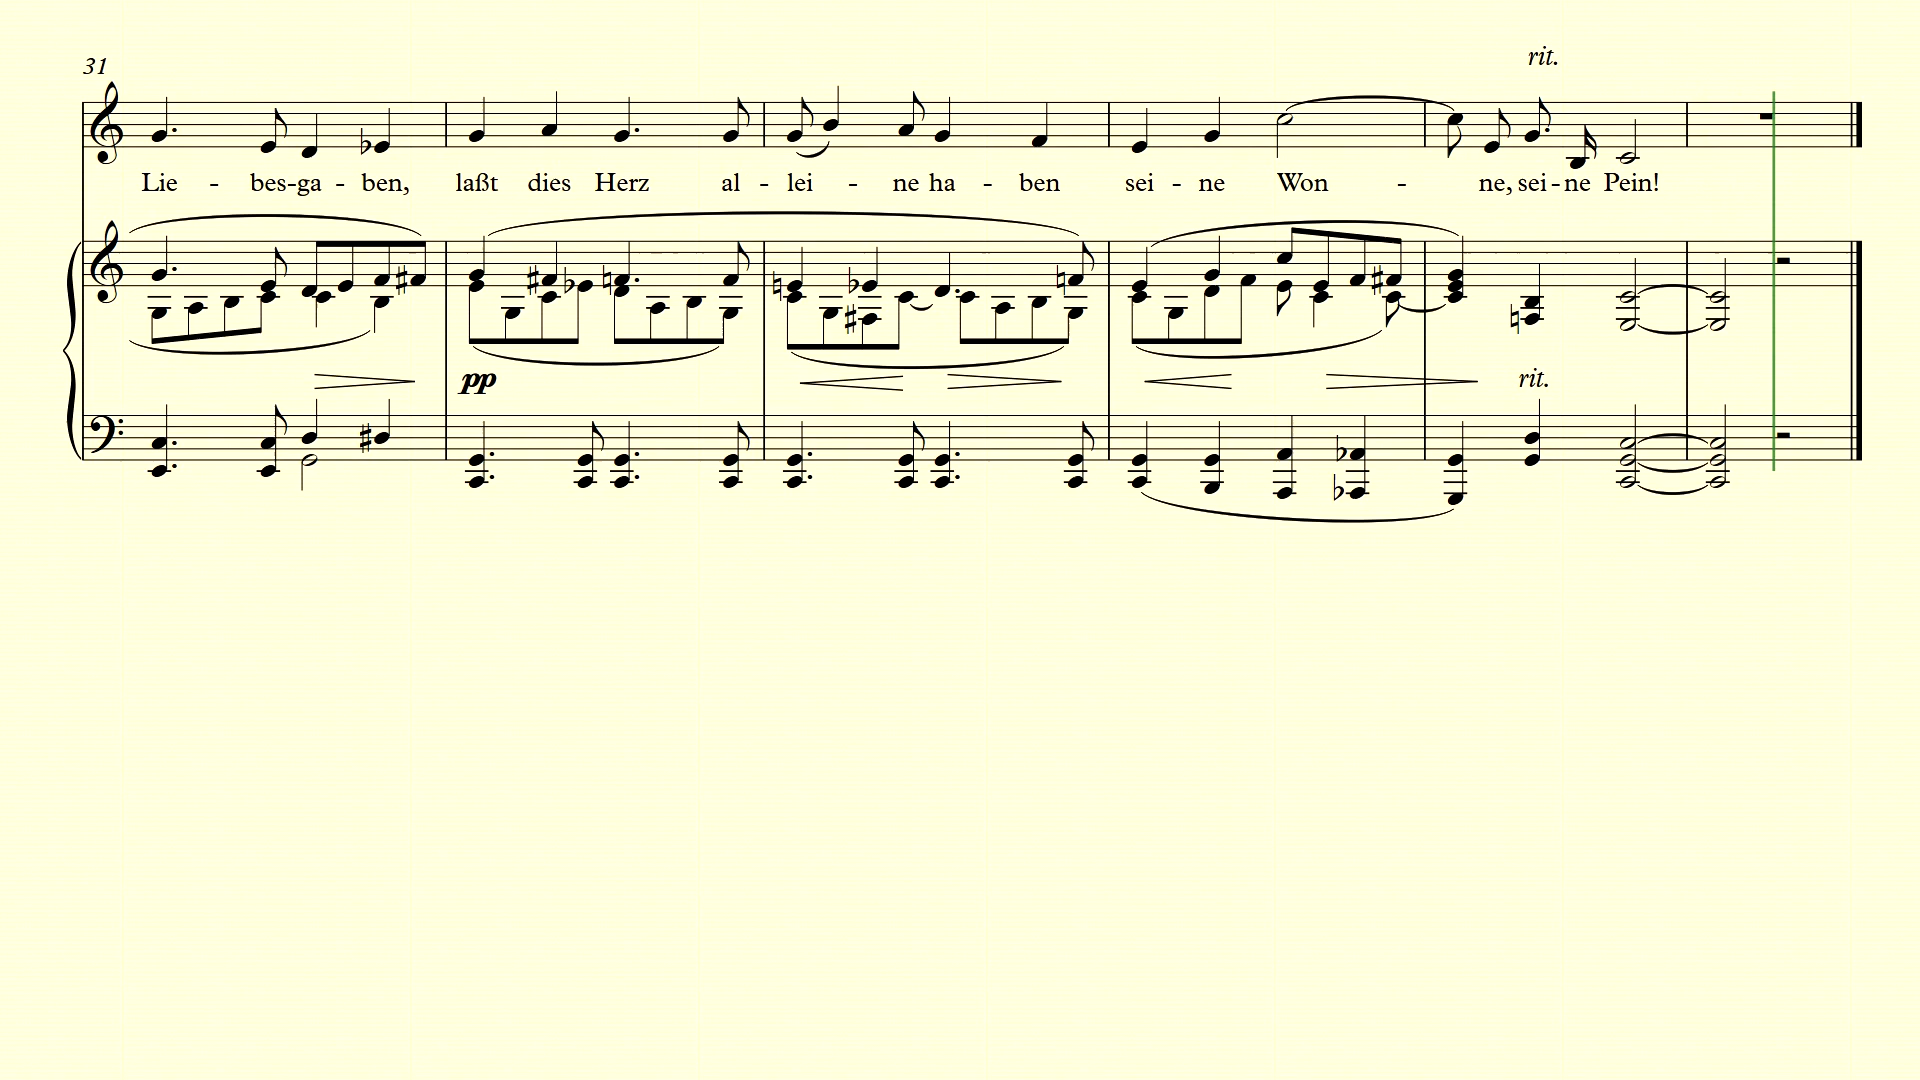 31
rit.
Lie - bes-ga - ben, laßt dies Herz al - lei - ne ha - ben sei - ne Won - ne, sei-ne Pein!
pp
rit.